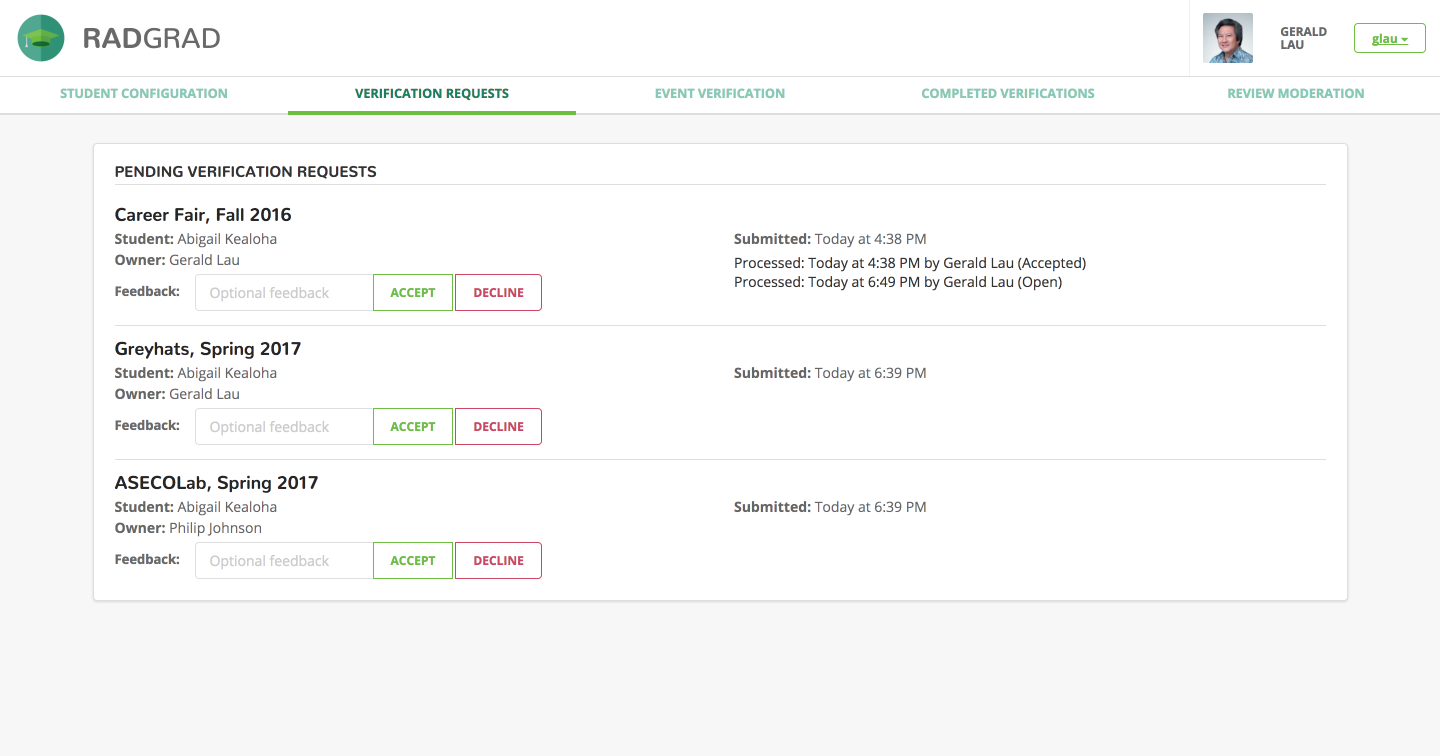 RADGRAD
GERALD
LAU
glau
STUDENT CONFIGURATION
VERIFICATION REQUESTS
EVENT VERIFICATION
COMPLETED VERIFICATIONS
REVIEW MODERATION
PENDING VERIFICATION REQUESTS
Career Fair, Fall 2016
Student: Abigail Kealoha
Owner: Gerald Lau
Feedback: Optional feedback ACCEPT DECLINE
Submitted: Today at 4:38 PM
Processed: Today at 4:38 PM by Gerald Lau (Accepted)
Processed: Today at 6:49 PM by Gerald Lau (Open)
Greyhats, Spring 2017
Student: Abigail Kealoha
Owner: Gerald Lau
Feedback: Optional feedback ACCEPT DECLINE
Submitted: Today at 6:39 PM
ASECOLab, Spring 2017
Student: Abigail Kealoha
Owner: Philip Johnson
Feedback: Optional feedback ACCEPT DECLINE
Submitted: Today at 6:39 PM